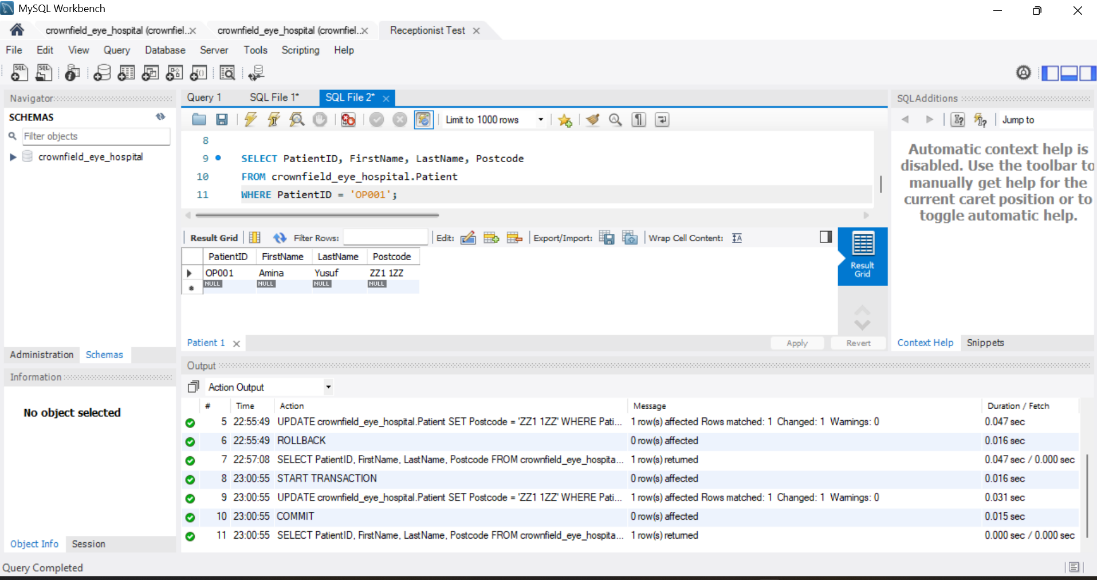 MySQL Workbench
crownfield_eye_hospital (crownfiel...x
crownfield_eye_hospital (crownfiel...x
Receptionist Test
File Edit View Query Database Server Tools Scripting Help
Navigator
SCHEMAS
Filter objects
crownfield_eye_hospital
Administration Schemas
Information
No object selected
Object Info Session
Query 1 SQL File 1* SQL File 2*
Limit to 1000 rows
8
9 SELECT PatientID, FirstName, LastName, Postcode
10 FROM crownfield_eye_hospital.Patient
11 WHERE PatientID = 'OP001';
Result Grid Filter Rows: Edit: Export/Import: Wrap Cell Content:
PatientID FirstName LastName Postcode
OP001 Amina Yusuf ZZ1 1ZZ
NULL NULL NULL NULL
Result
Grid
Patient 1 Apply Revert
SQLAdditions
Jump to
Automatic context help is
disabled. Use the toolbar to
manually get help for the
current caret position or to
toggle automatic help.
Context Help Snippets
Output
Action Output
# Time Action Message Duration / Fetch
5 22:55:49 UPDATE crownfield_eye_hospital.Patient SET Postcode = 'ZZ1 1ZZ' WHERE Pati... 1 row(s) affected Rows matched: 1 Changed: 1 Warnings: 0 0.047 sec
6 22:55:49 ROLLBACK 0 row(s) affected 0.016 sec
7 22:57:08 SELECT PatientID, FirstName, LastName, Postcode FROM crownfield_eye_hospita... 1 row(s) returned 0.047 sec / 0.000 sec
8 23:00:55 START TRANSACTION 0 row(s) affected 0.016 sec
9 23:00:55 UPDATE crownfield_eye_hospital.Patient SET Postcode = 'ZZ1 1ZZ' WHERE Pati... 1 row(s) affected Rows matched: 1 Changed: 1 Warnings: 0 0.031 sec
10 23:00:55 COMMIT 0 row(s) affected 0.015 sec
11 23:00:55 SELECT PatientID, FirstName, LastName, Postcode FROM crownfield_eye_hospita... 1 row(s) returned 0.000 sec / 0.000 sec
Query Completed